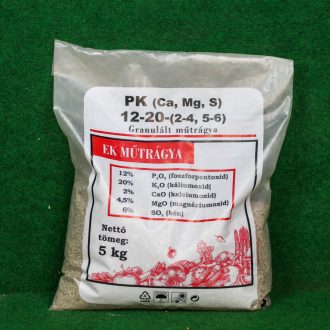 PK (Ca, Mg, S)
12-20-(2-4, 5-6)
Granulált műtrágya
EK MŰTRÁGYA
12% P₂O₅ (foszforpentoxid)
20% K₂O (káliumoxid)
2% CaO (kalciumoxid)
4,5% MgO (magnéziumoxid)
6% SO₃ (kén)
Nettó
tömeg:
5 kg